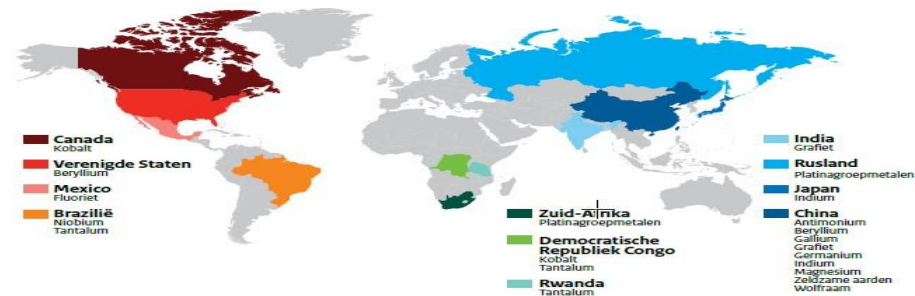 Canada
Kobalt
Verenigde Staten
Beryllium
Mexico
Fluoriet
Brazilië
Niobium
Tantalum
Zuid-Afrika
Platinagroepmetalen
Democratische
Republiek Congo
Kobalt
Tantalum
Rwanda
Tantalum
India
Grafiet
Rusland
Platinagroepmetalen
Japan
Indium
China
Antimonium
Beryllium
Gallium
Grafiet
Germanium
Indium
Magnesium
Zeldzame aarden
Wolfraam